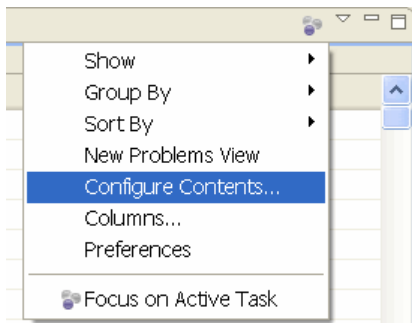 Show
Group By
Sort By
New Problems View
Configure Contents...
Columns...
Preferences
Focus on Active Task